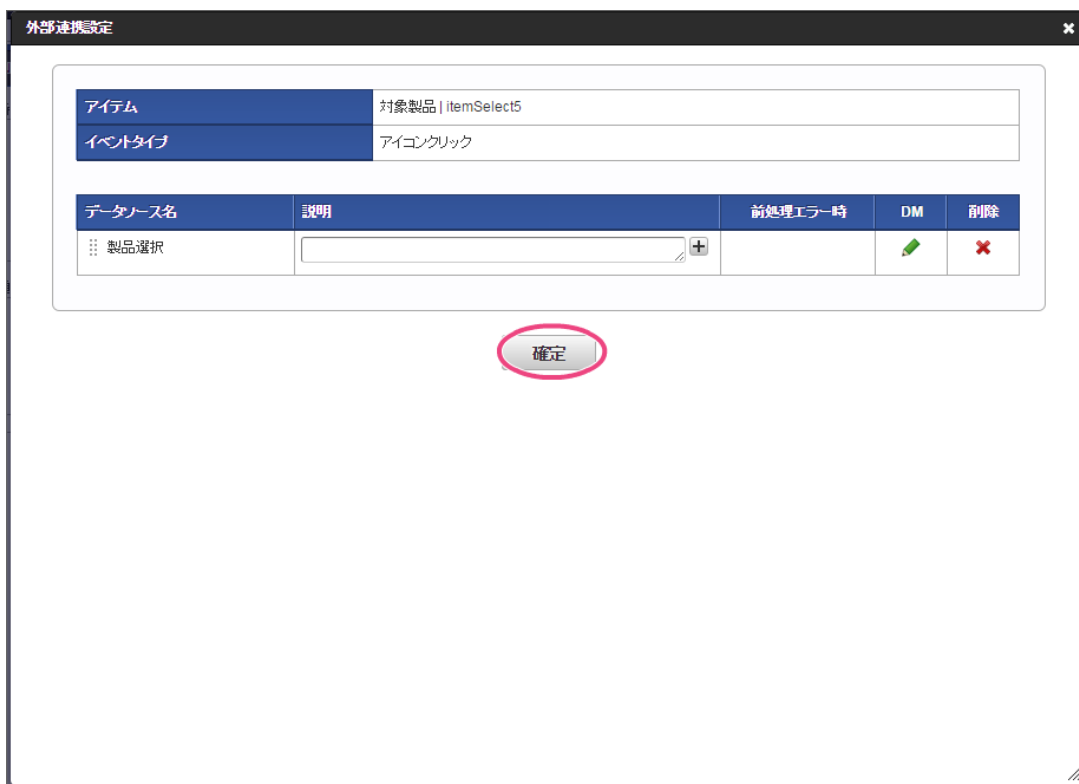 外部連携設定
アイテム 対象製品 | itemSelect5
イベントタイプ アイコンクリック
データソース名 説明 前処理エラー時 DM 削除
製品選択
確定